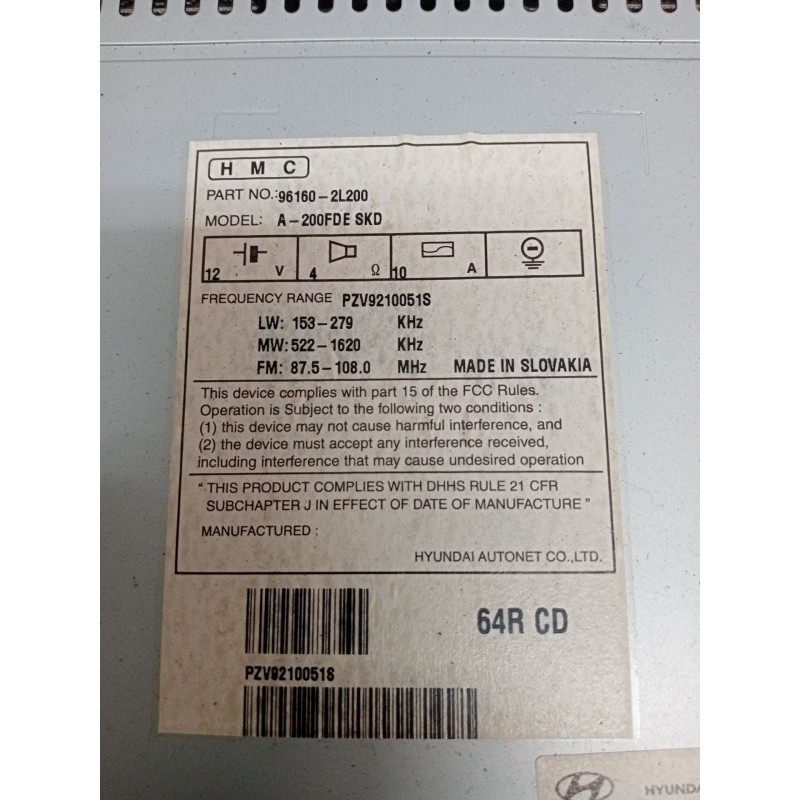 H M C
PART NO.:96160-2L200
MODEL: A-200FDE SKD
12 V 4 Ω 10 A
FREQUENCY RANGE PZV9210051S
LW: 153-279 KHz
MW:522-1620 KHz
FM: 87.5-108.0 MHz MADE IN SLOVAKIA
This device complies with part 15 of the FCC Rules.
Operation is Subject to the following two conditions :
(1) this device may not cause harmful interference, and
(2) the device must accept any interference received,
including interference that may cause undesired operation
" THIS PRODUCT COMPLIES WITH DHHS RULE 21 CFR
SUBCHAPTER J IN EFFECT OF DATE OF MANUFACTURE "
MANUFACTURED :
HYUNDAI AUTONET CO.,LTD.
64R CD
PZV9210051S